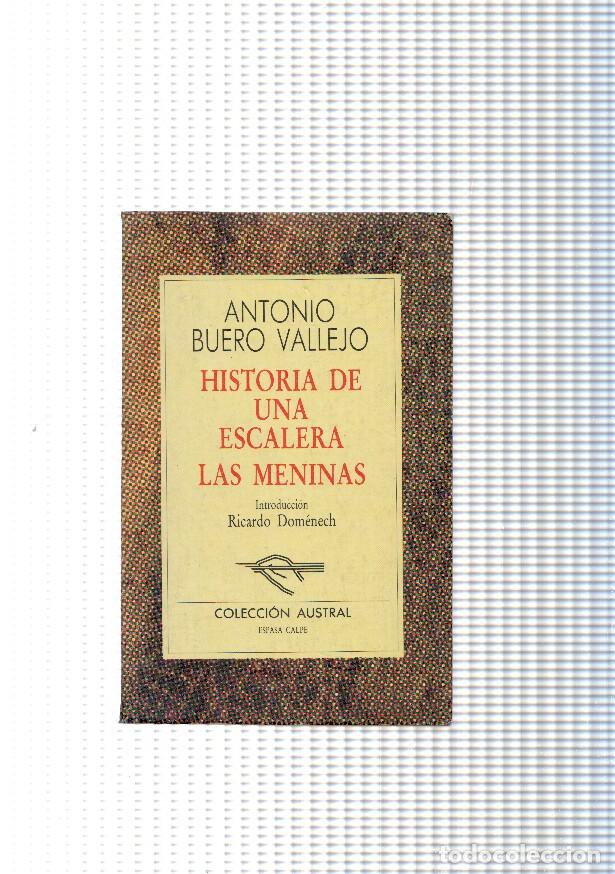 ANTONIO
BUERO VALLEJO
HISTORIA DE
UNA
ESCALERA
LAS MENINAS
Introducción
Ricardo Doménech
COLECCIÓN AUSTRAL
ESPASA CALPE
todocoleccion